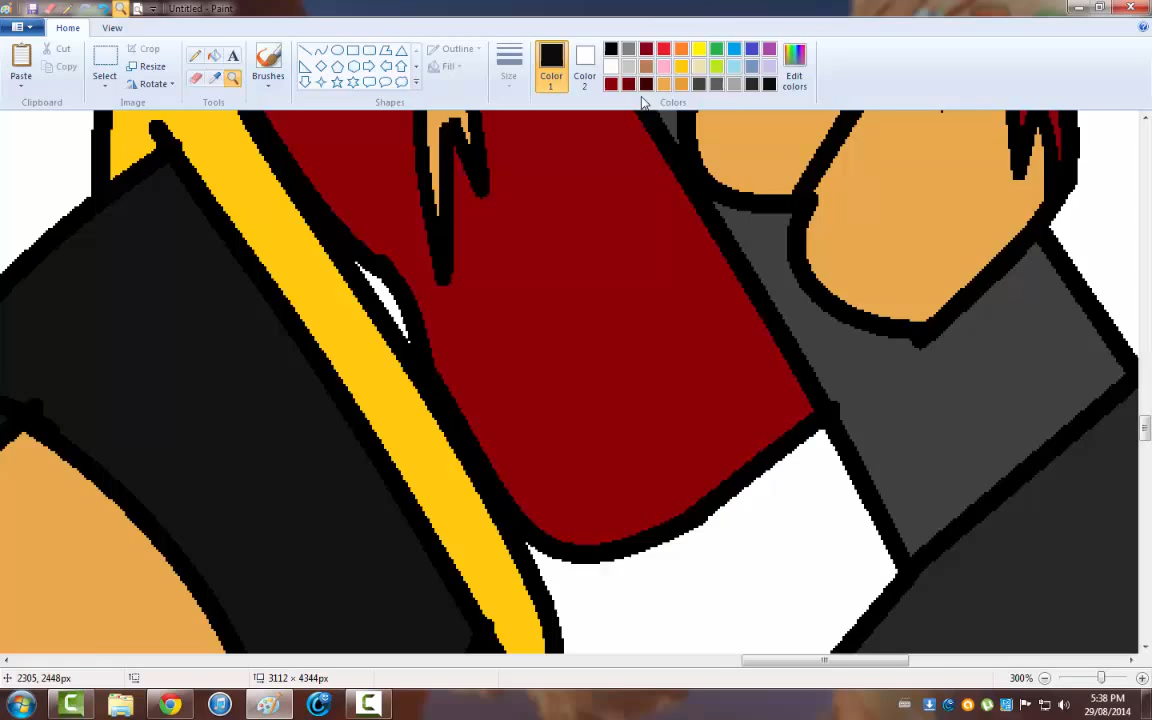 Untitled - Paint
Home View
Paste Cut Copy
Select Crop Resize Rotate
A
Brushes
Outline Fill
Size
Color 1
Color 2
Edit colors
Clipboard Image Tools Shapes Colors
2305, 2448px 3112 × 4344px 300%
5:38 PM
29/08/2014